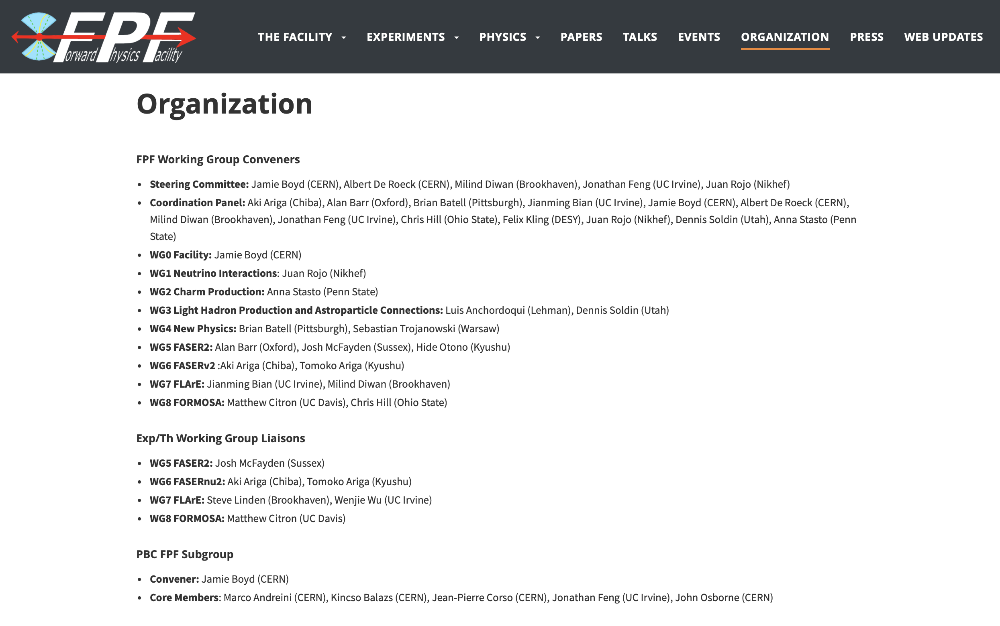 Forward Physics Facility
THE FACILITY EXPERIMENTS PHYSICS PAPERS TALKS EVENTS ORGANIZATION PRESS WEB UPDATES
Organization
FPF Working Group Conveners
• Steering Committee: Jamie Boyd (CERN), Albert De Roeck (CERN), Milind Diwan (Brookhaven), Jonathan Feng (UC Irvine), Juan Rojo (Nikhef)
• Coordination Panel: Aki Ariga (Chiba), Alan Barr (Oxford), Brian Batell (Pittsburgh), Jianming Bian (UC Irvine), Jamie Boyd (CERN), Albert De Roeck (CERN),
Milind Diwan (Brookhaven), Jonathan Feng (UC Irvine), Chris Hill (Ohio State), Felix Kling (DESY), Juan Rojo (Nikhef), Dennis Soldin (Utah), Anna Stasto (Penn
State)
• WG0 Facility: Jamie Boyd (CERN)
• WG1 Neutrino Interactions: Juan Rojo (Nikhef)
• WG2 Charm Production: Anna Stasto (Penn State)
• WG3 Light Hadron Production and Astroparticle Connections: Luis Anchordoqui (Lehman), Dennis Soldin (Utah)
• WG4 New Physics: Brian Batell (Pittsburgh), Sebastian Trojanowski (Warsaw)
• WG5 FASER2: Alan Barr (Oxford), Josh McFayden (Sussex), Hide Otono (Kyushu)
• WG6 FASERv2 :Aki Ariga (Chiba), Tomoko Ariga (Kyushu)
• WG7 FLArE: Jianming Bian (UC Irvine), Milind Diwan (Brookhaven)
• WG8 FORMOSA: Matthew Citron (UC Davis), Chris Hill (Ohio State)
Exp/Th Working Group Liaisons
• WG5 FASER2: Josh McFayden (Sussex)
• WG6 FASERnu2: Aki Ariga (Chiba), Tomoko Ariga (Kyushu)
• WG7 FLArE: Steve Linden (Brookhaven), Wenjie Wu (UC Irvine)
• WG8 FORMOSA: Matthew Citron (UC Davis)
PBC FPF Subgroup
• Convener: Jamie Boyd (CERN)
• Core Members: Marco Andreini (CERN), Kincso Balazs (CERN), Jean-Pierre Corso (CERN), Jonathan Feng (UC Irvine), John Osborne (CERN)